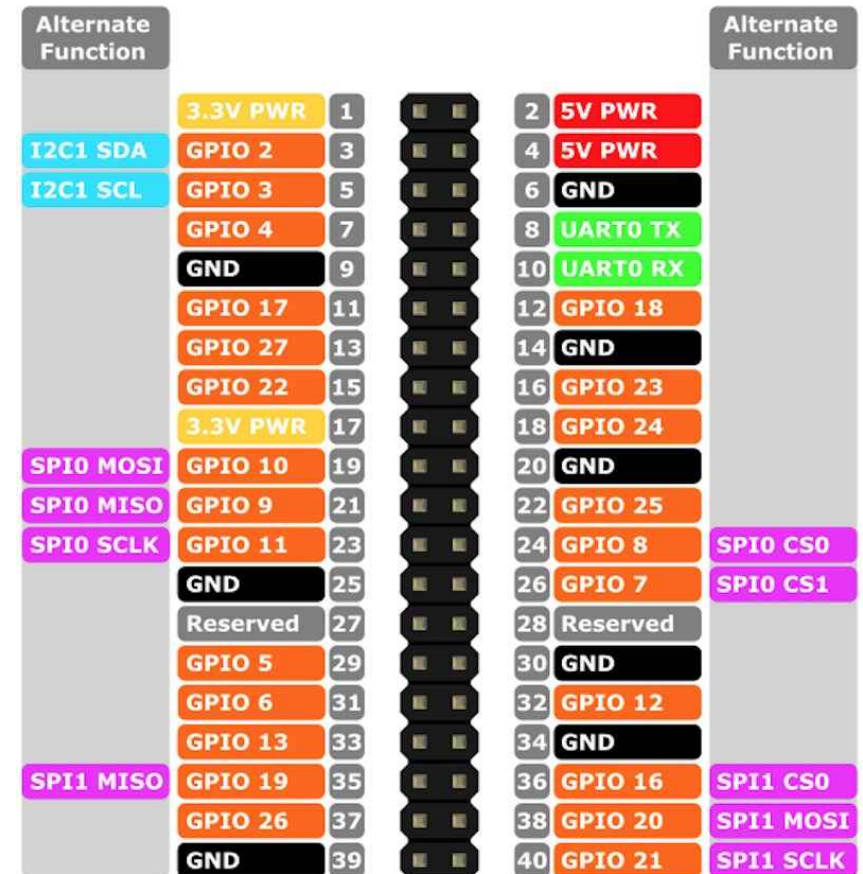 Alternate
Function
Alternate
Function
3.3V PWR 1 2 5V PWR
I2C1 SDA GPIO 2 3 4 5V PWR
I2C1 SCL GPIO 3 5 6 GND
GPIO 4 7 8 UART0 TX
GND 9 10 UART0 RX
GPIO 17 11 12 GPIO 18
GPIO 27 13 14 GND
GPIO 22 15 16 GPIO 23
3.3V PWR 17 18 GPIO 24
SPI0 MOSI GPIO 10 19 20 GND
SPI0 MISO GPIO 9 21 22 GPIO 25
SPI0 SCLK GPIO 11 23 24 GPIO 8 SPI0 CS0
GND 25 26 GPIO 7 SPI0 CS1
Reserved 27 28 Reserved
GPIO 5 29 30 GND
GPIO 6 31 32 GPIO 12
GPIO 13 33 34 GND
SPI1 MISO GPIO 19 35 36 GPIO 16 SPI1 CS0
GPIO 26 37 38 GPIO 20 SPI1 MOSI
GND 39 40 GPIO 21 SPI1 SCLK